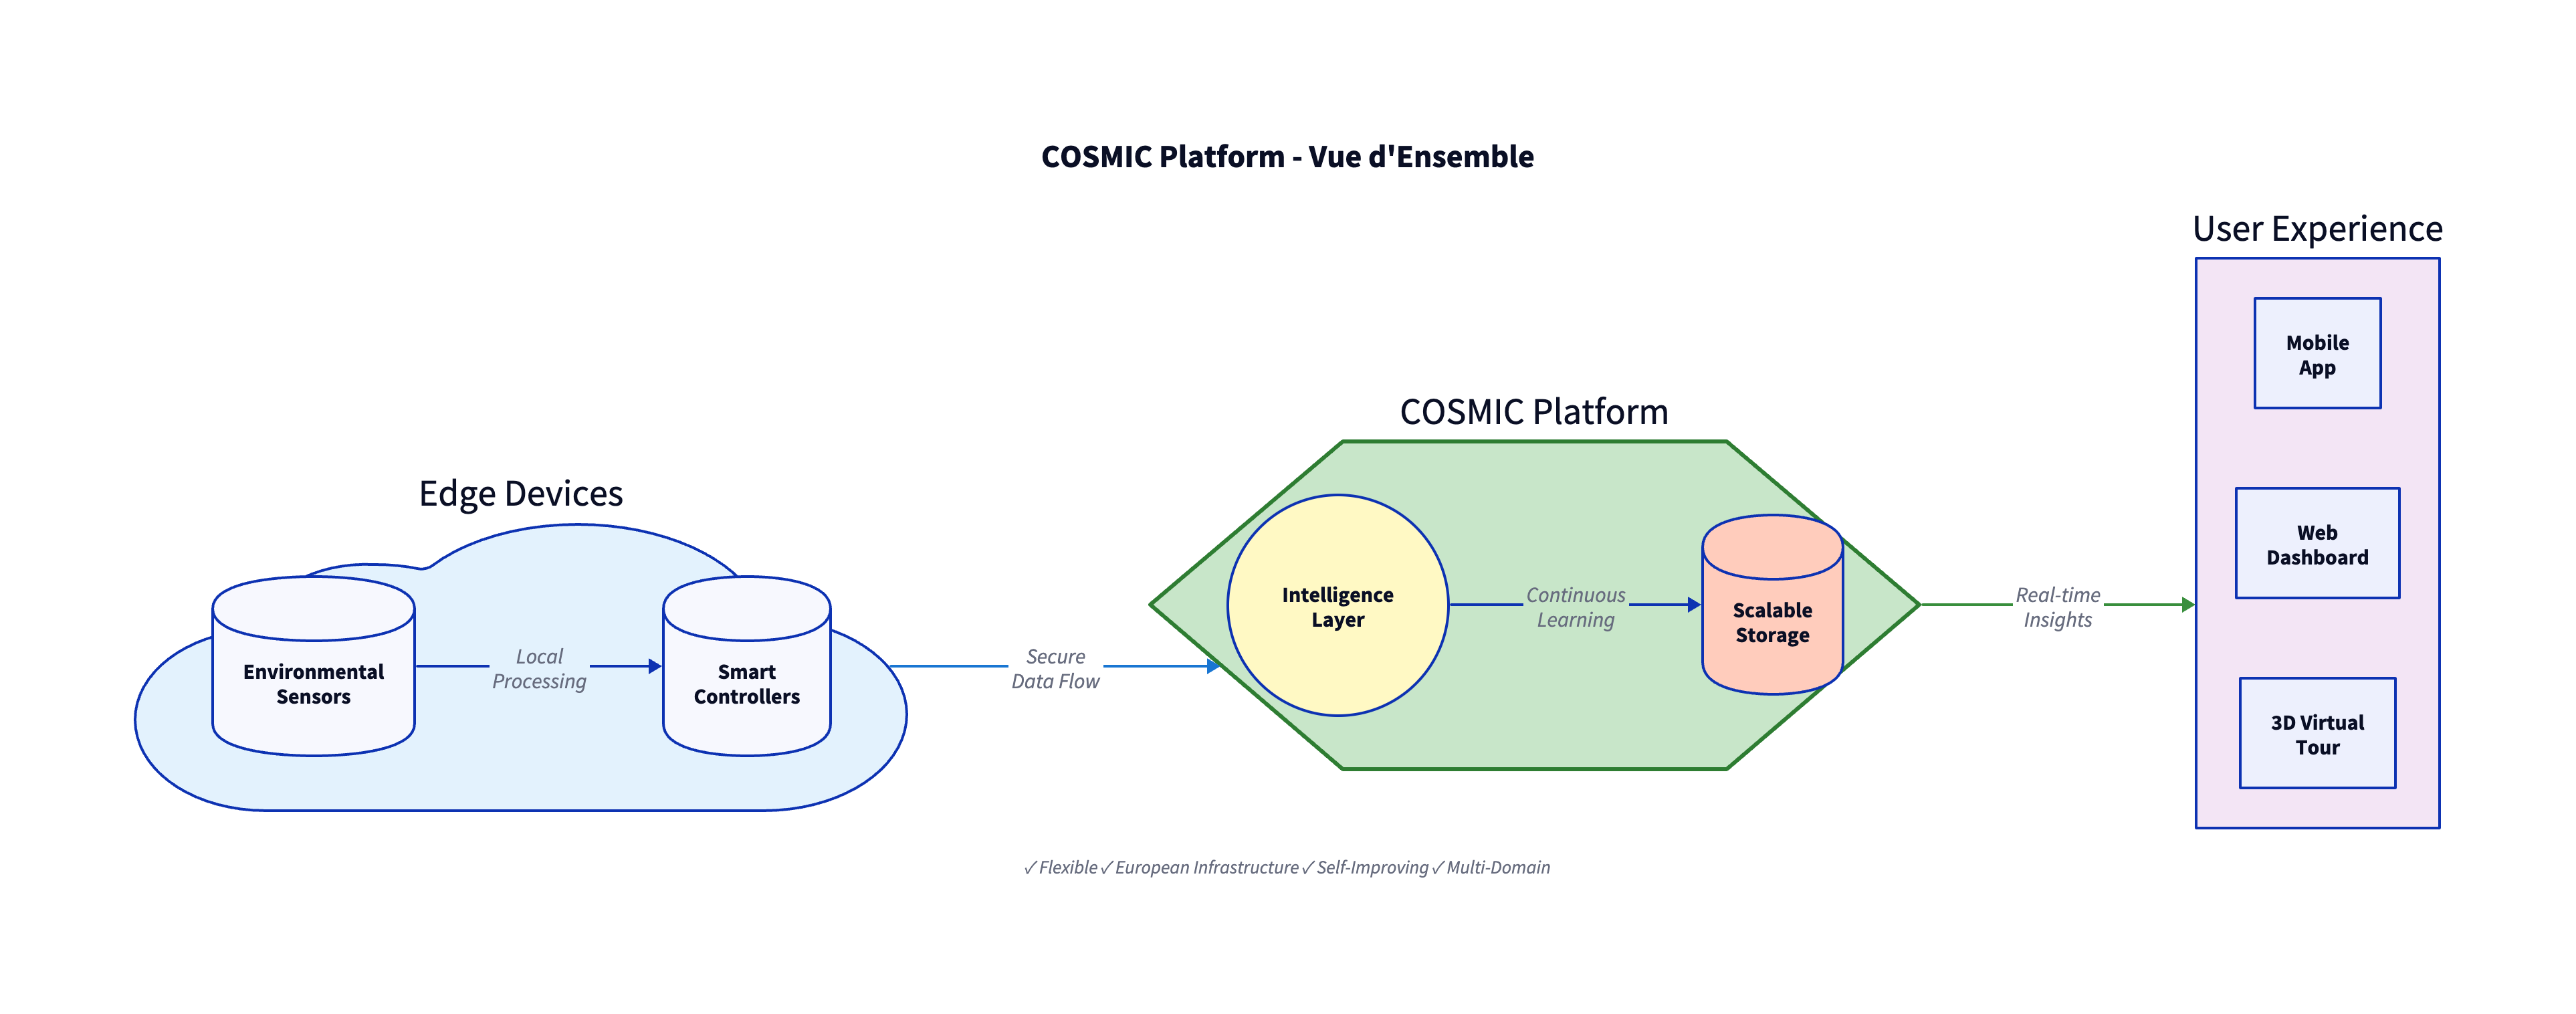 COSMIC Platform - Vue d'Ensemble
User Experience
Mobile
App
Web
Dashboard
3D Virtual
Tour
COSMIC Platform
Intelligence
Layer
Continuous
Learning
Scalable
Storage
Real-time
Insights
Edge Devices
Environmental
Sensors
Local
Processing
Smart
Controllers
Secure
Data Flow
✓ Flexible ✓ European Infrastructure ✓ Self-Improving ✓ Multi-Domain